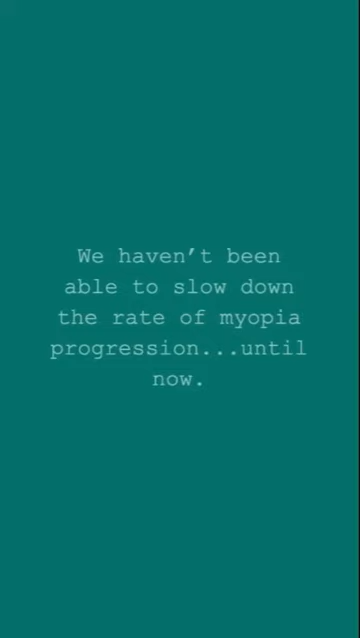 We haven’t been
able to slow down
the rate of myopia
progression...until
now.